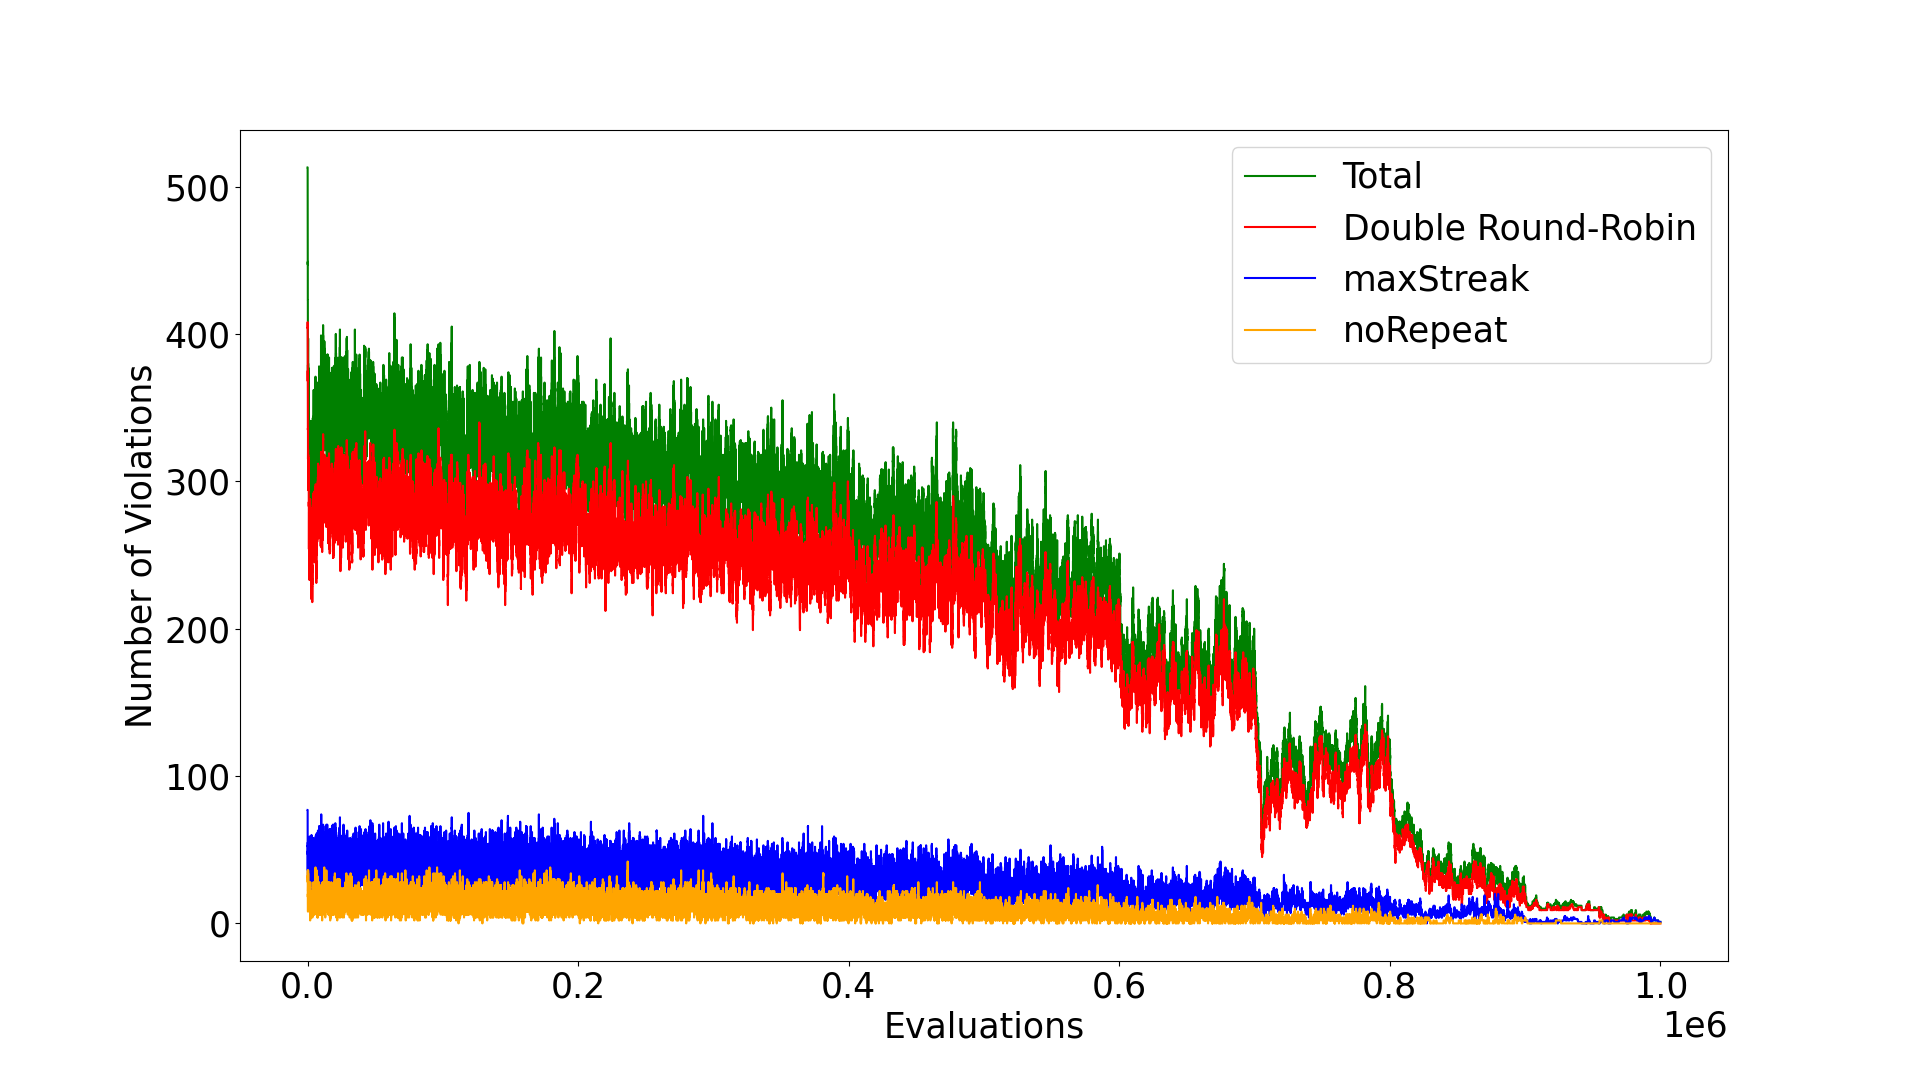 Total
Double Round-Robin
maxStreak
noRepeat
500
400
300
200
100
0
Number of Violations
0.0 0.2 0.4 0.6 0.8 1.0
Evaluations
1e6